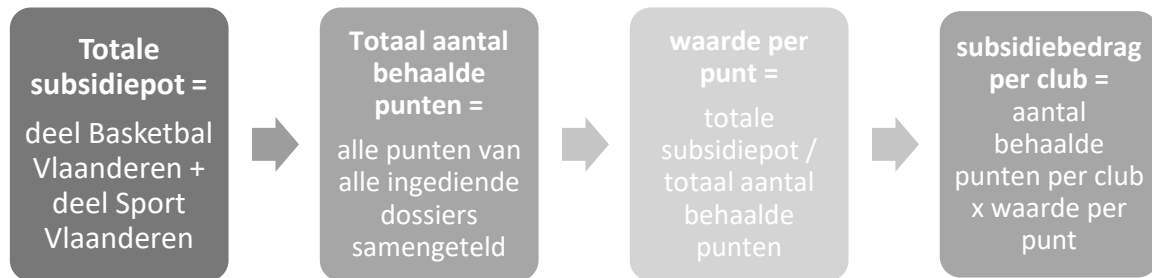 Totale
subsidiepot =
deel Basketbal
Vlaanderen +
deel Sport
Vlaanderen
Totaal aantal
behaalde
punten =
alle punten van
alle ingediende
dossiers
samengeteld
waarde per
punt =
totale
subsidiepot /
totaal aantal
behaalde
punten
subsidiebedrag
per club =
aantal
behaalde
punten per club
x waarde per
punt